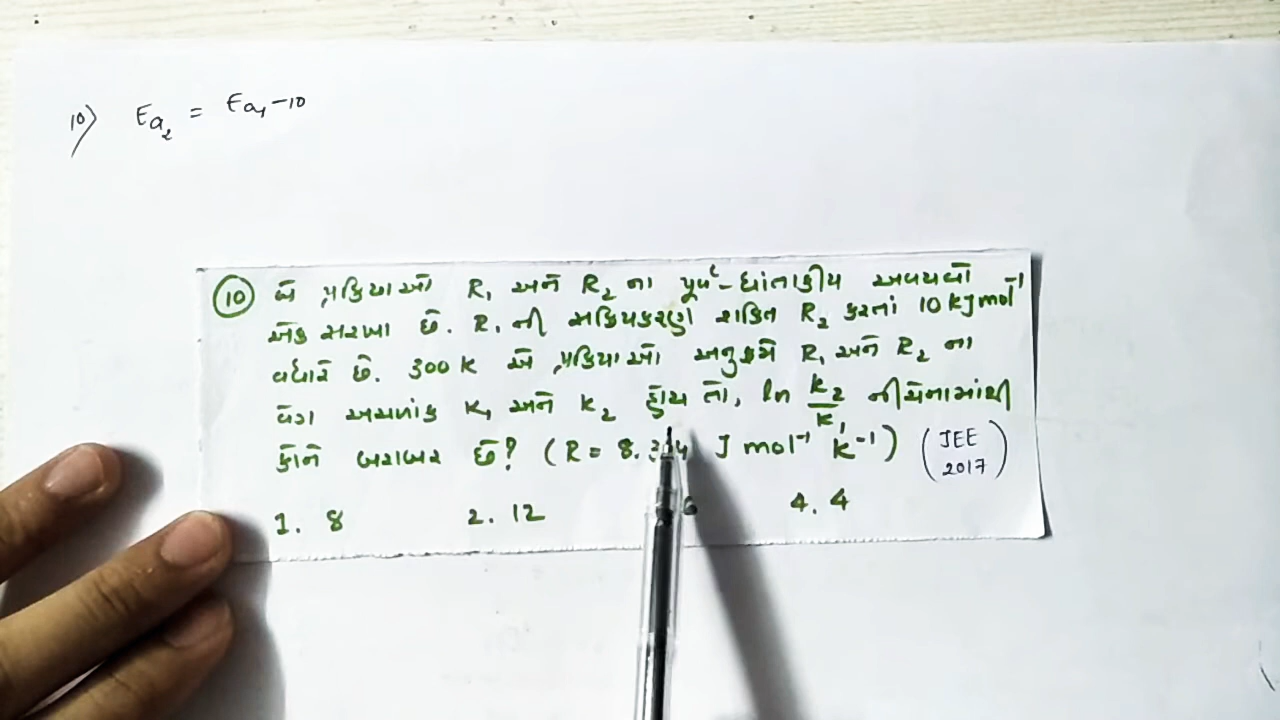 10) Ea₂ = Ea₁ -10
(10) બે પ્રક્રિયાઓ R₁ અને R₂ ના પૂર્વ-ઘાંતાકીય અવયવો
એક સરખા છે. R₁ ની સક્રિયકરણ શક્તિ R₂ કરતાં 10 kJ mol⁻¹
વધારે છે. 300 K એ પ્રક્રિયાઓ અનુક્રમે R₁ અને R₂ ના
વેગ અચળાંક K₁ અને K₂ હોય તો, ln K₂/K₁ નીચેનામાંથી
કોને બરાબર છે? (R = 8.314 J mol⁻¹ K⁻¹) (JEE 2017)
1. 8 2. 12 6 4. 4